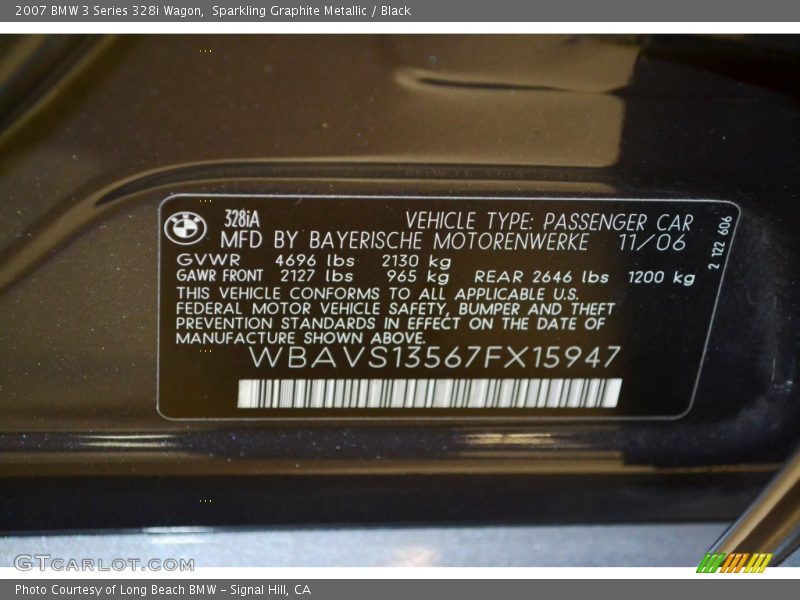 2007 BMW 3 Series 328i Wagon, Sparkling Graphite Metallic / Black
328iA
VEHICLE TYPE: PASSENGER CAR
MFD BY BAYERISCHE MOTORENWERKE 11/06
GVWR 4696 lbs 2130 kg
GAWR FRONT 2127 lbs 965 kg REAR 2646 lbs 1200 kg
THIS VEHICLE CONFORMS TO ALL APPLICABLE U.S.
FEDERAL MOTOR VEHICLE SAFETY, BUMPER AND THEFT
PREVENTION STANDARDS IN EFFECT ON THE DATE OF
MANUFACTURE SHOWN ABOVE.
WBAVS13567FX15947
2 122 606
GTCARLOT.COM
Photo Courtesy of Long Beach BMW - Signal Hill, CA